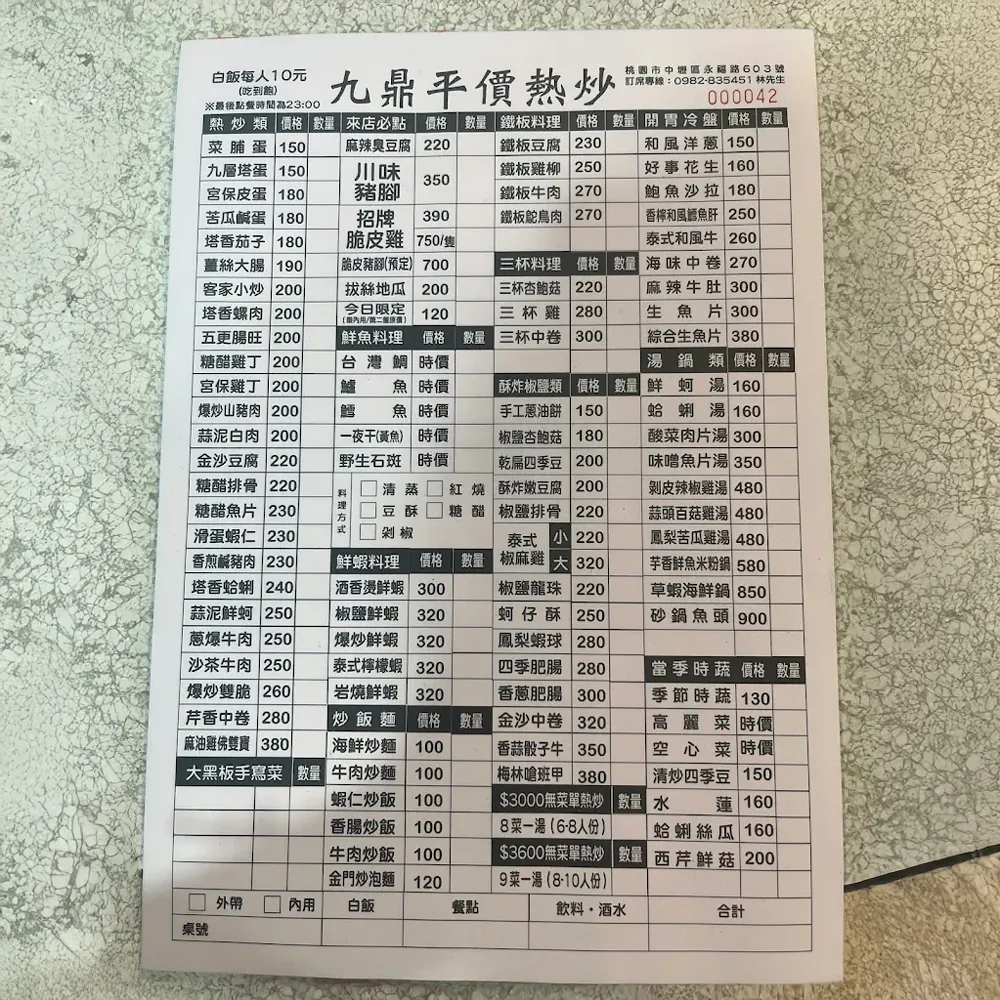 白飯每人10元
(吃到飽)
※最後點餐時間為23:00
九鼎平價熱炒
桃園市中壢區永福路603號
訂席專線：0982-835451 林先生
000042
熱炒類 價格 數量
菜脯蛋 150
九層塔蛋 150
宮保皮蛋 180
苦瓜鹹蛋 180
塔香茄子 180
薑絲大腸 190
客家小炒 200
塔香螺肉 200
五更腸旺 200
糖醋雞丁 200
宮保雞丁 200
爆炒山豬肉 200
蒜泥白肉 200
金沙豆腐 220
糖醋排骨 220
糖醋魚片 230
滑蛋蝦仁 230
香煎鹹豬肉 230
塔香蛤蜊 240
蒜泥鮮蚵 250
蔥爆牛肉 250
沙茶牛肉 250
爆炒雙脆 260
芹香中卷 280
麻油雞佛雙寶 380
大黑板手寫菜 數量
來店必點 價格 數量
麻辣臭豆腐 220
川味
豬腳 350
招牌 390
脆皮雞 750/隻
脆皮豬腳(預定) 700
拔絲地瓜 200
今日限定 120
鮮魚料理 價格 數量
台灣鯛 時價
鱸魚 時價
鱈魚 時價
一夜干(黃魚) 時價
野生石斑 時價
料理方式
□清蒸 □紅燒
□豆酥 □糖醋
□剁椒
鮮蝦料理 價格 數量
酒香燙鮮蝦 300
椒鹽鮮蝦 320
爆炒鮮蝦 320
泰式檸檬蝦 320
岩燒鮮蝦 320
炒飯麵 價格 數量
海鮮炒麵 100
牛肉炒麵 100
蝦仁炒飯 100
香腸炒飯 100
牛肉炒飯 100
金門炒泡麵 120
鐵板料理 價格 數量
鐵板豆腐 230
鐵板雞柳 250
鐵板牛肉 270
鐵板鴕鳥肉 270
三杯料理 價格 數量
三杯杏鮑菇 220
三杯雞 280
三杯中卷 300
酥炸椒鹽類 價格 數量
手工蔥油餅 150
椒鹽杏鮑菇 180
乾扁四季豆 200
酥炸嫩豆腐 200
椒鹽排骨 220
泰式 小 220
椒麻雞 大 320
椒鹽龍珠 220
蚵仔酥 250
鳳梨蝦球 280
四季肥腸 280
香蔥肥腸 300
金沙中卷 320
香蒜骰子牛 350
梅林嗆班甲 380
$3000無菜單熱炒 數量
8菜一湯(6-8人份)
$3600無菜單熱炒 數量
9菜一湯(8-10人份)
開胃冷盤 價格 數量
和風洋蔥 150
好事花生 160
鮑魚沙拉 180
香檸和風鱈魚肝 250
泰式和風牛 260
海味中卷 270
麻辣牛肚 300
生魚片 300
綜合生魚片 380
湯鍋類 價格 數量
鮮蚵湯 160
蛤蜊湯 160
酸菜肉片湯 300
味噌魚片湯 350
剝皮辣椒雞湯 480
蒜頭百菇雞湯 480
鳳梨苦瓜雞湯 480
芋香鮮魚米粉鍋 580
草蝦海鮮鍋 850
砂鍋魚頭 900
當季時蔬 價格 數量
季節時蔬 130
高麗菜 時價
空心菜 時價
清炒四季豆 150
水蓮 160
蛤蜊絲瓜 160
西芹鮮菇 200
□外帶 □內用 白飯 餐點 飲料・酒水 合計
桌號